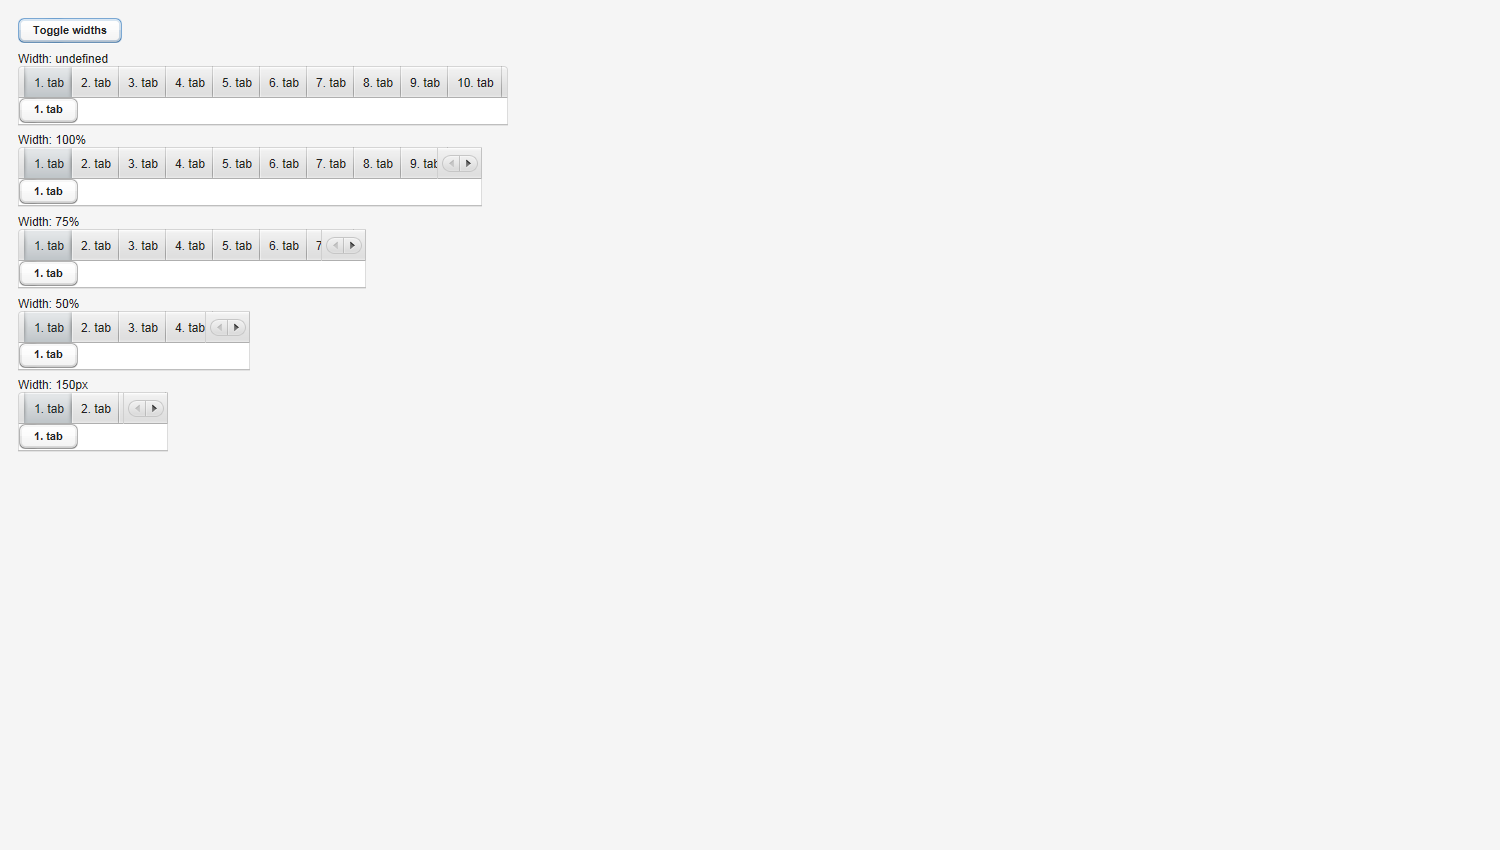 Toggle widths
Width: undefined
1. tab 2. tab 3. tab 4. tab 5. tab 6. tab 7. tab 8. tab 9. tab 10. tab
1. tab
Width: 100%
1. tab 2. tab 3. tab 4. tab 5. tab 6. tab 7. tab 8. tab 9. tab
1. tab
Width: 75%
1. tab 2. tab 3. tab 4. tab 5. tab 6. tab 7
1. tab
Width: 50%
1. tab 2. tab 3. tab 4. tab
1. tab
Width: 150px
1. tab 2. tab
1. tab